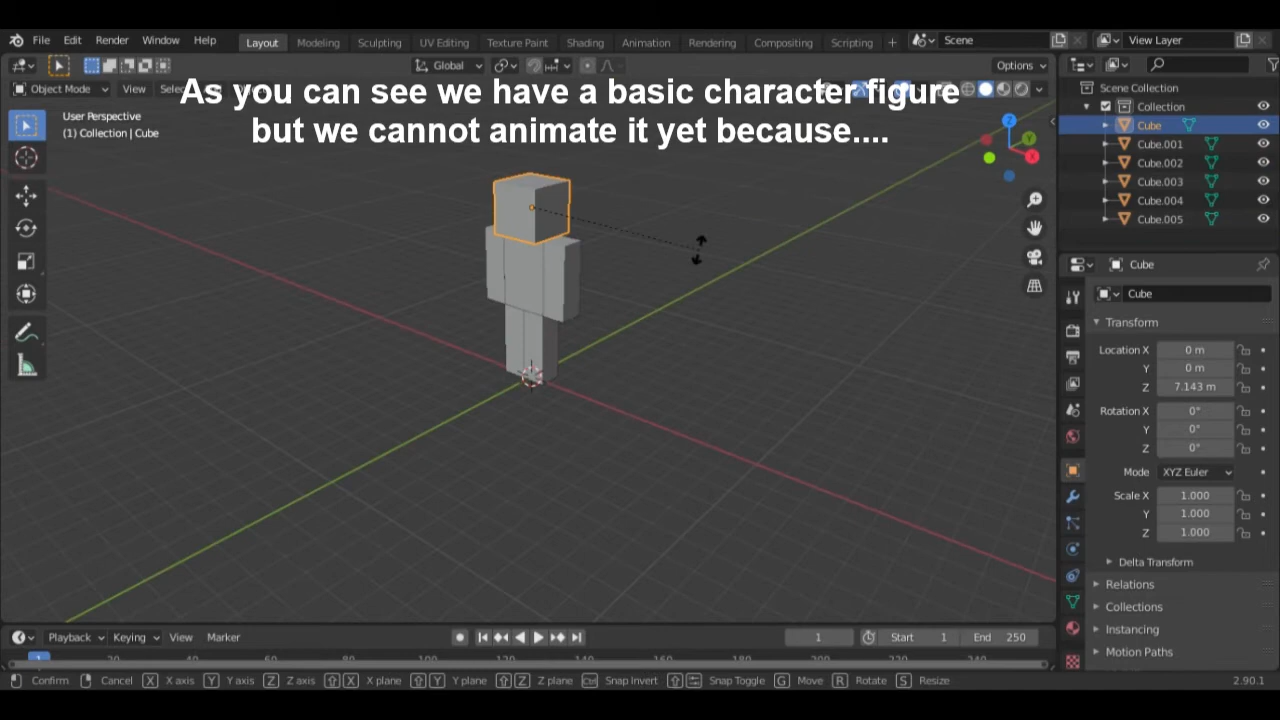 File Edit Render Window Help Layout Modeling Sculpting UV Editing Texture Paint Shading Animation Rendering Compositing Scripting + Scene View Layer
Global Options
Object Mode View
As you can see we have a basic character figure
but we cannot animate it yet because....
User Perspective
(1) Collection | Cube
Z
Y
X
Scene Collection
Collection
Cube
Cube.001
Cube.002
Cube.003
Cube.004
Cube.005
Cube
Cube
Transform
Location X 0 m
Y 0 m
Z 7.143 m
Rotation X 0°
Y 0°
Z 0°
Mode XYZ Euler
Scale X 1.000
Y 1.000
Z 1.000
Delta Transform
Relations
Collections
Instancing
Motion Paths
Playback Keying View Marker 1 Start 1 End 250
1
Confirm Cancel X X axis Y Y axis Z Z axis X X plane Y Y plane Z Z plane Ctrl Snap Invert Snap Toggle G Move R Rotate S Resize 2.90.1